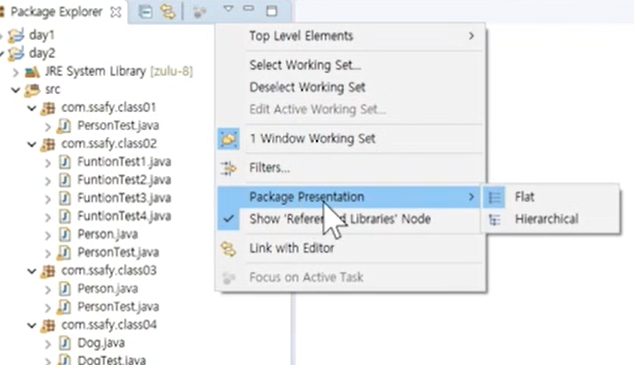 Package Explorer
day1
day2
JRE System Library [zulu-8]
src
com.ssafy.class01
PersonTest.java
com.ssafy.class02
FuntionTest1.java
FuntionTest2.java
FuntionTest3.java
FuntionTest4.java
Person.java
PersonTest.java
com.ssafy.class03
Person.java
PersonTest.java
com.ssafy.class04
Dog.java
DogTest.java
Top Level Elements
Select Working Set...
Deselect Working Set
Edit Active Working Set...
1 Window Working Set
Filters...
Package Presentation
Show 'Referenced Libraries' Node
Link with Editor
Focus on Active Task
Flat
Hierarchical